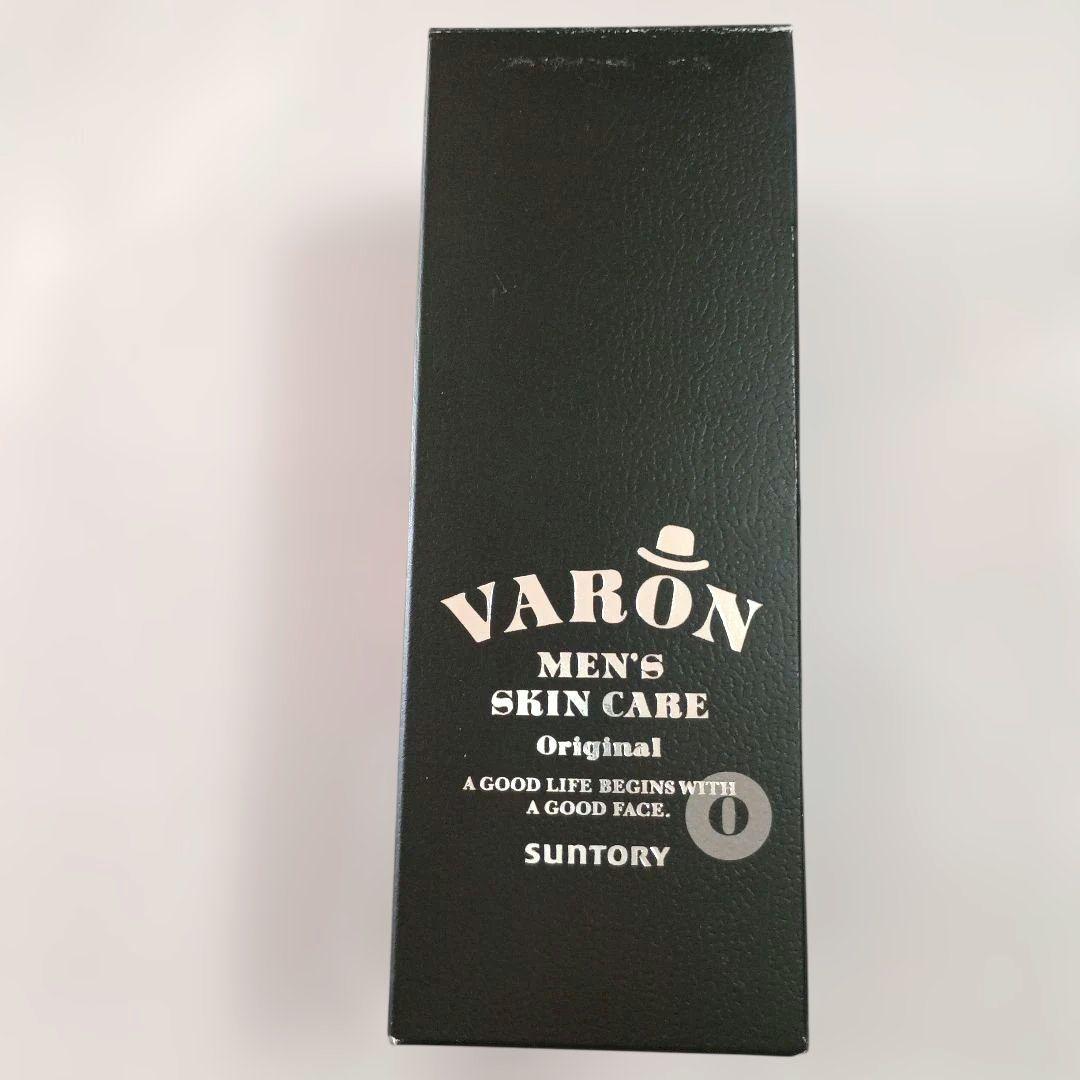 VARON
MEN'S
SKIN CARE
Original
A GOOD LIFE BEGINS WITH
A GOOD FACE.
O
SUNTORY